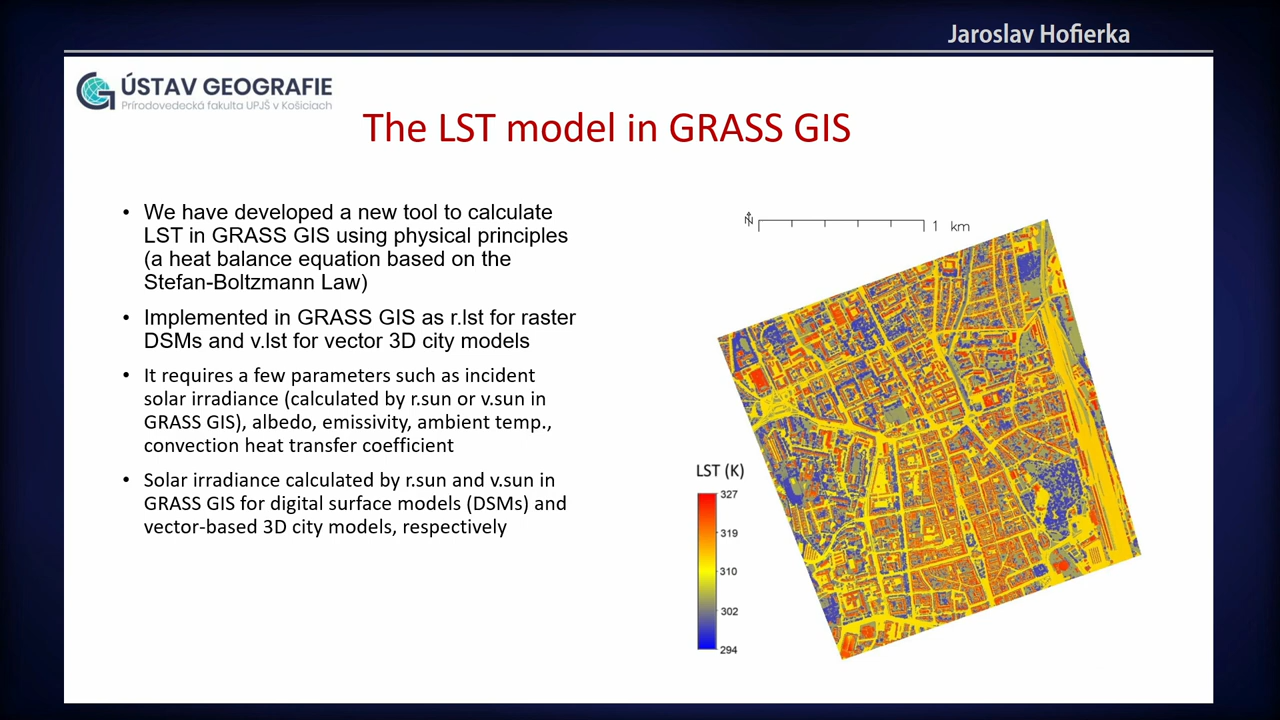 Jaroslav Hofierka
ÚSTAV GEOGRAFIE
Prírodovedecká fakulta UPJŠ v Košiciach
The LST model in GRASS GIS
• We have developed a new tool to calculate
LST in GRASS GIS using physical principles
(a heat balance equation based on the
Stefan-Boltzmann Law)
• Implemented in GRASS GIS as r.lst for raster
DSMs and v.lst for vector 3D city models
• It requires a few parameters such as incident
solar irradiance (calculated by r.sun or v.sun in
GRASS GIS), albedo, emissivity, ambient temp.,
convection heat transfer coefficient
• Solar irradiance calculated by r.sun and v.sun in
GRASS GIS for digital surface models (DSMs) and
vector-based 3D city models, respectively
N
1 km
LST (K)
327
319
310
302
294